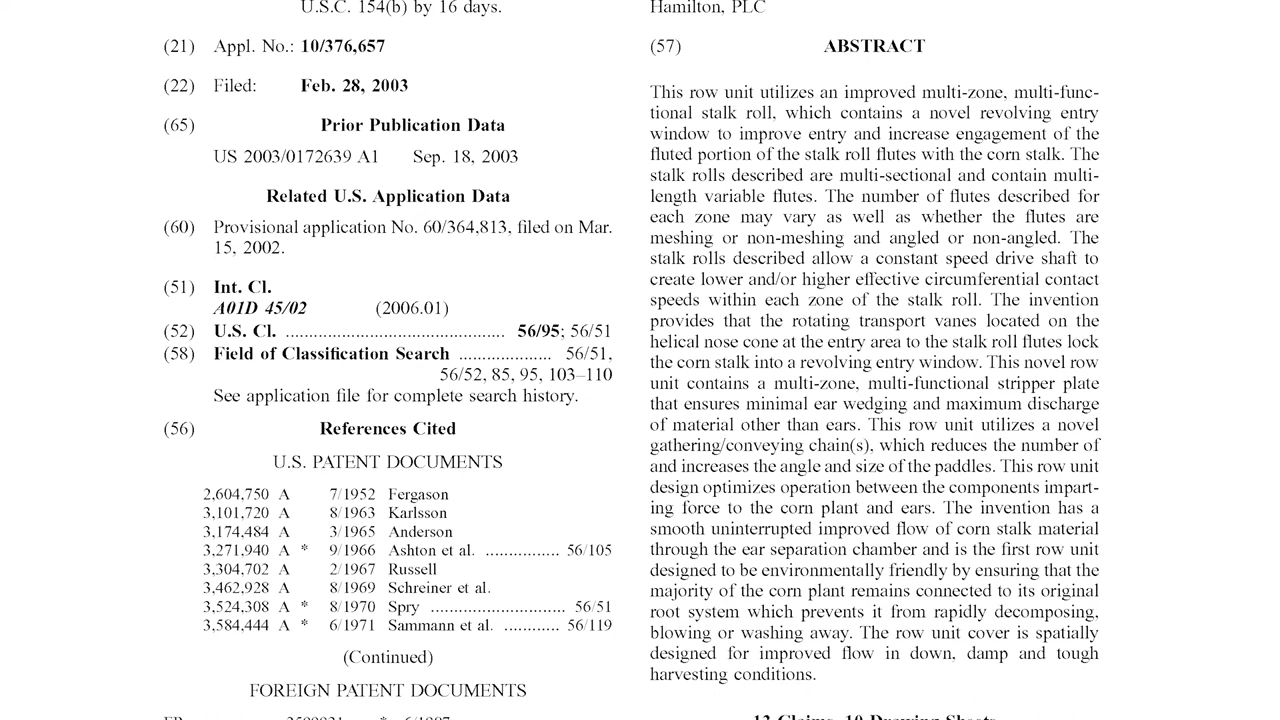 U.S.C. 154(b) by 16 days.
(21) Appl. No.: 10/376,657
(22) Filed: Feb. 28, 2003
(65) Prior Publication Data
US 2003/0172639 A1 Sep. 18, 2003
Related U.S. Application Data
(60) Provisional application No. 60/364,813, filed on Mar.
15, 2002.
(51) Int. Cl.
A01D 45/02 (2006.01)
(52) U.S. Cl. ............................................ 56/95; 56/51
(58) Field of Classification Search .................... 56/51,
56/52, 85, 95, 103–110
See application file for complete search history.
(56) References Cited
U.S. PATENT DOCUMENTS
2,604,750 A 7/1952 Fergason
3,101,720 A 8/1963 Karlsson
3,174,484 A 3/1965 Anderson
3,271,940 A * 9/1966 Ashton et al. ................ 56/105
3,304,702 A 2/1967 Russell
3,462,928 A 8/1969 Schreiner et al.
3,524,308 A * 8/1970 Spry ............................. 56/51
3,584,444 A * 6/1971 Sammann et al. ............ 56/119
(Continued)
FOREIGN PATENT DOCUMENTS
Hamilton, PLC
(57) ABSTRACT
This row unit utilizes an improved multi-zone, multi-func-
tional stalk roll, which contains a novel revolving entry
window to improve entry and increase engagement of the
fluted portion of the stalk roll flutes with the corn stalk. The
stalk rolls described are multi-sectional and contain multi-
length variable flutes. The number of flutes described for
each zone may vary as well as whether the flutes are
meshing or non-meshing and angled or non-angled. The
stalk rolls described allow a constant speed drive shaft to
create lower and/or higher effective circumferential contact
speeds within each zone of the stalk roll. The invention
provides that the rotating transport vanes located on the
helical nose cone at the entry area to the stalk roll flutes lock
the corn stalk into a revolving entry window. This novel row
unit contains a multi-zone, multi-functional stripper plate
that ensures minimal ear wedging and maximum discharge
of material other than ears. This row unit utilizes a novel
gathering/conveying chain(s), which reduces the number of
and increases the angle and size of the paddles. This row unit
design optimizes operation between the components impart-
ing force to the corn plant and ears. The invention has a
smooth uninterrupted improved flow of corn stalk material
through the ear separation chamber and is the first row unit
designed to be environmentally friendly by ensuring that the
majority of the corn plant remains connected to its original
root system which prevents it from rapidly decomposing,
blowing or washing away. The row unit cover is spatially
designed for improved flow in down, damp and tough
harvesting conditions.
13 Claims, 10 Drawing Sheets